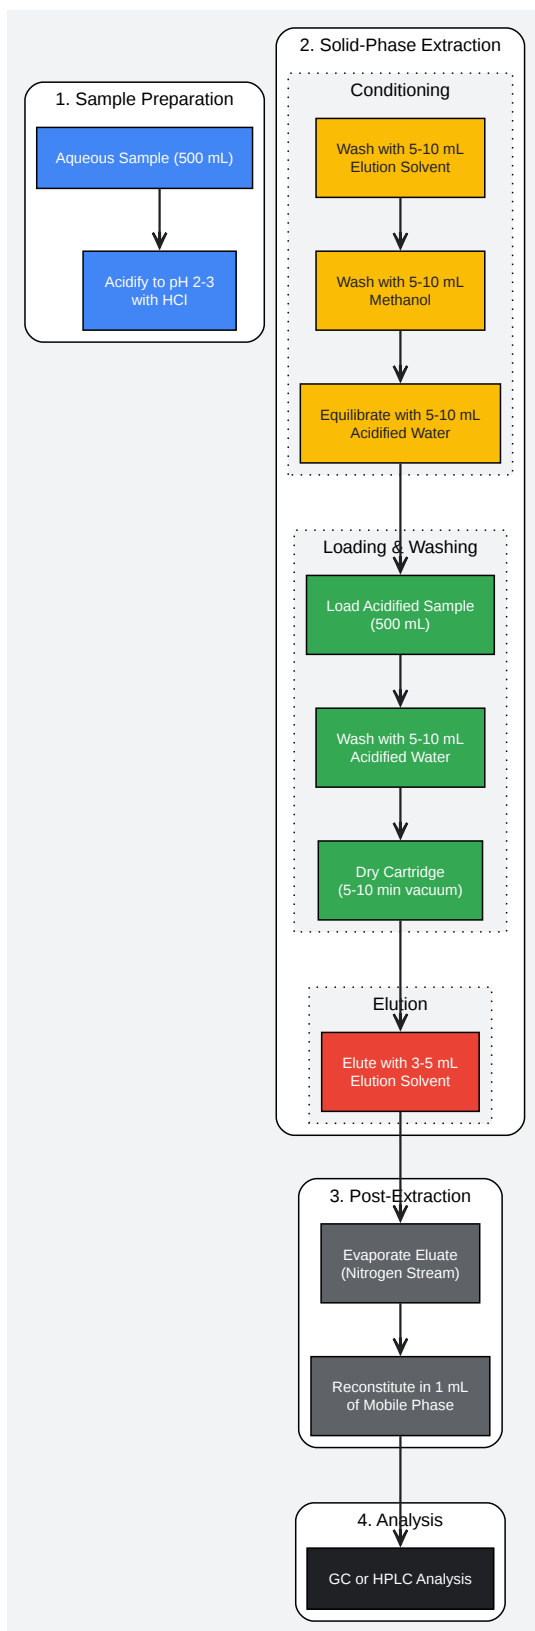 1. Sample Preparation
Aqueous Sample (500 mL)
Acidify to pH 2-3
with HCl
2. Solid-Phase Extraction
Conditioning
Wash with 5-10 mL
Elution Solvent
Wash with 5-10 mL
Methanol
Equilibrate with 5-10 mL
Acidified Water
Loading & Washing
Load Acidified Sample
(500 mL)
Wash with 5-10 mL
Acidified Water
Dry Cartridge
(5-10 min vacuum)
Elution
Elute with 3-5 mL
Elution Solvent
3. Post-Extraction
Evaporate Eluate
(Nitrogen Stream)
Reconstitute in 1 mL
of Mobile Phase
4. Analysis
GC or HPLC Analysis